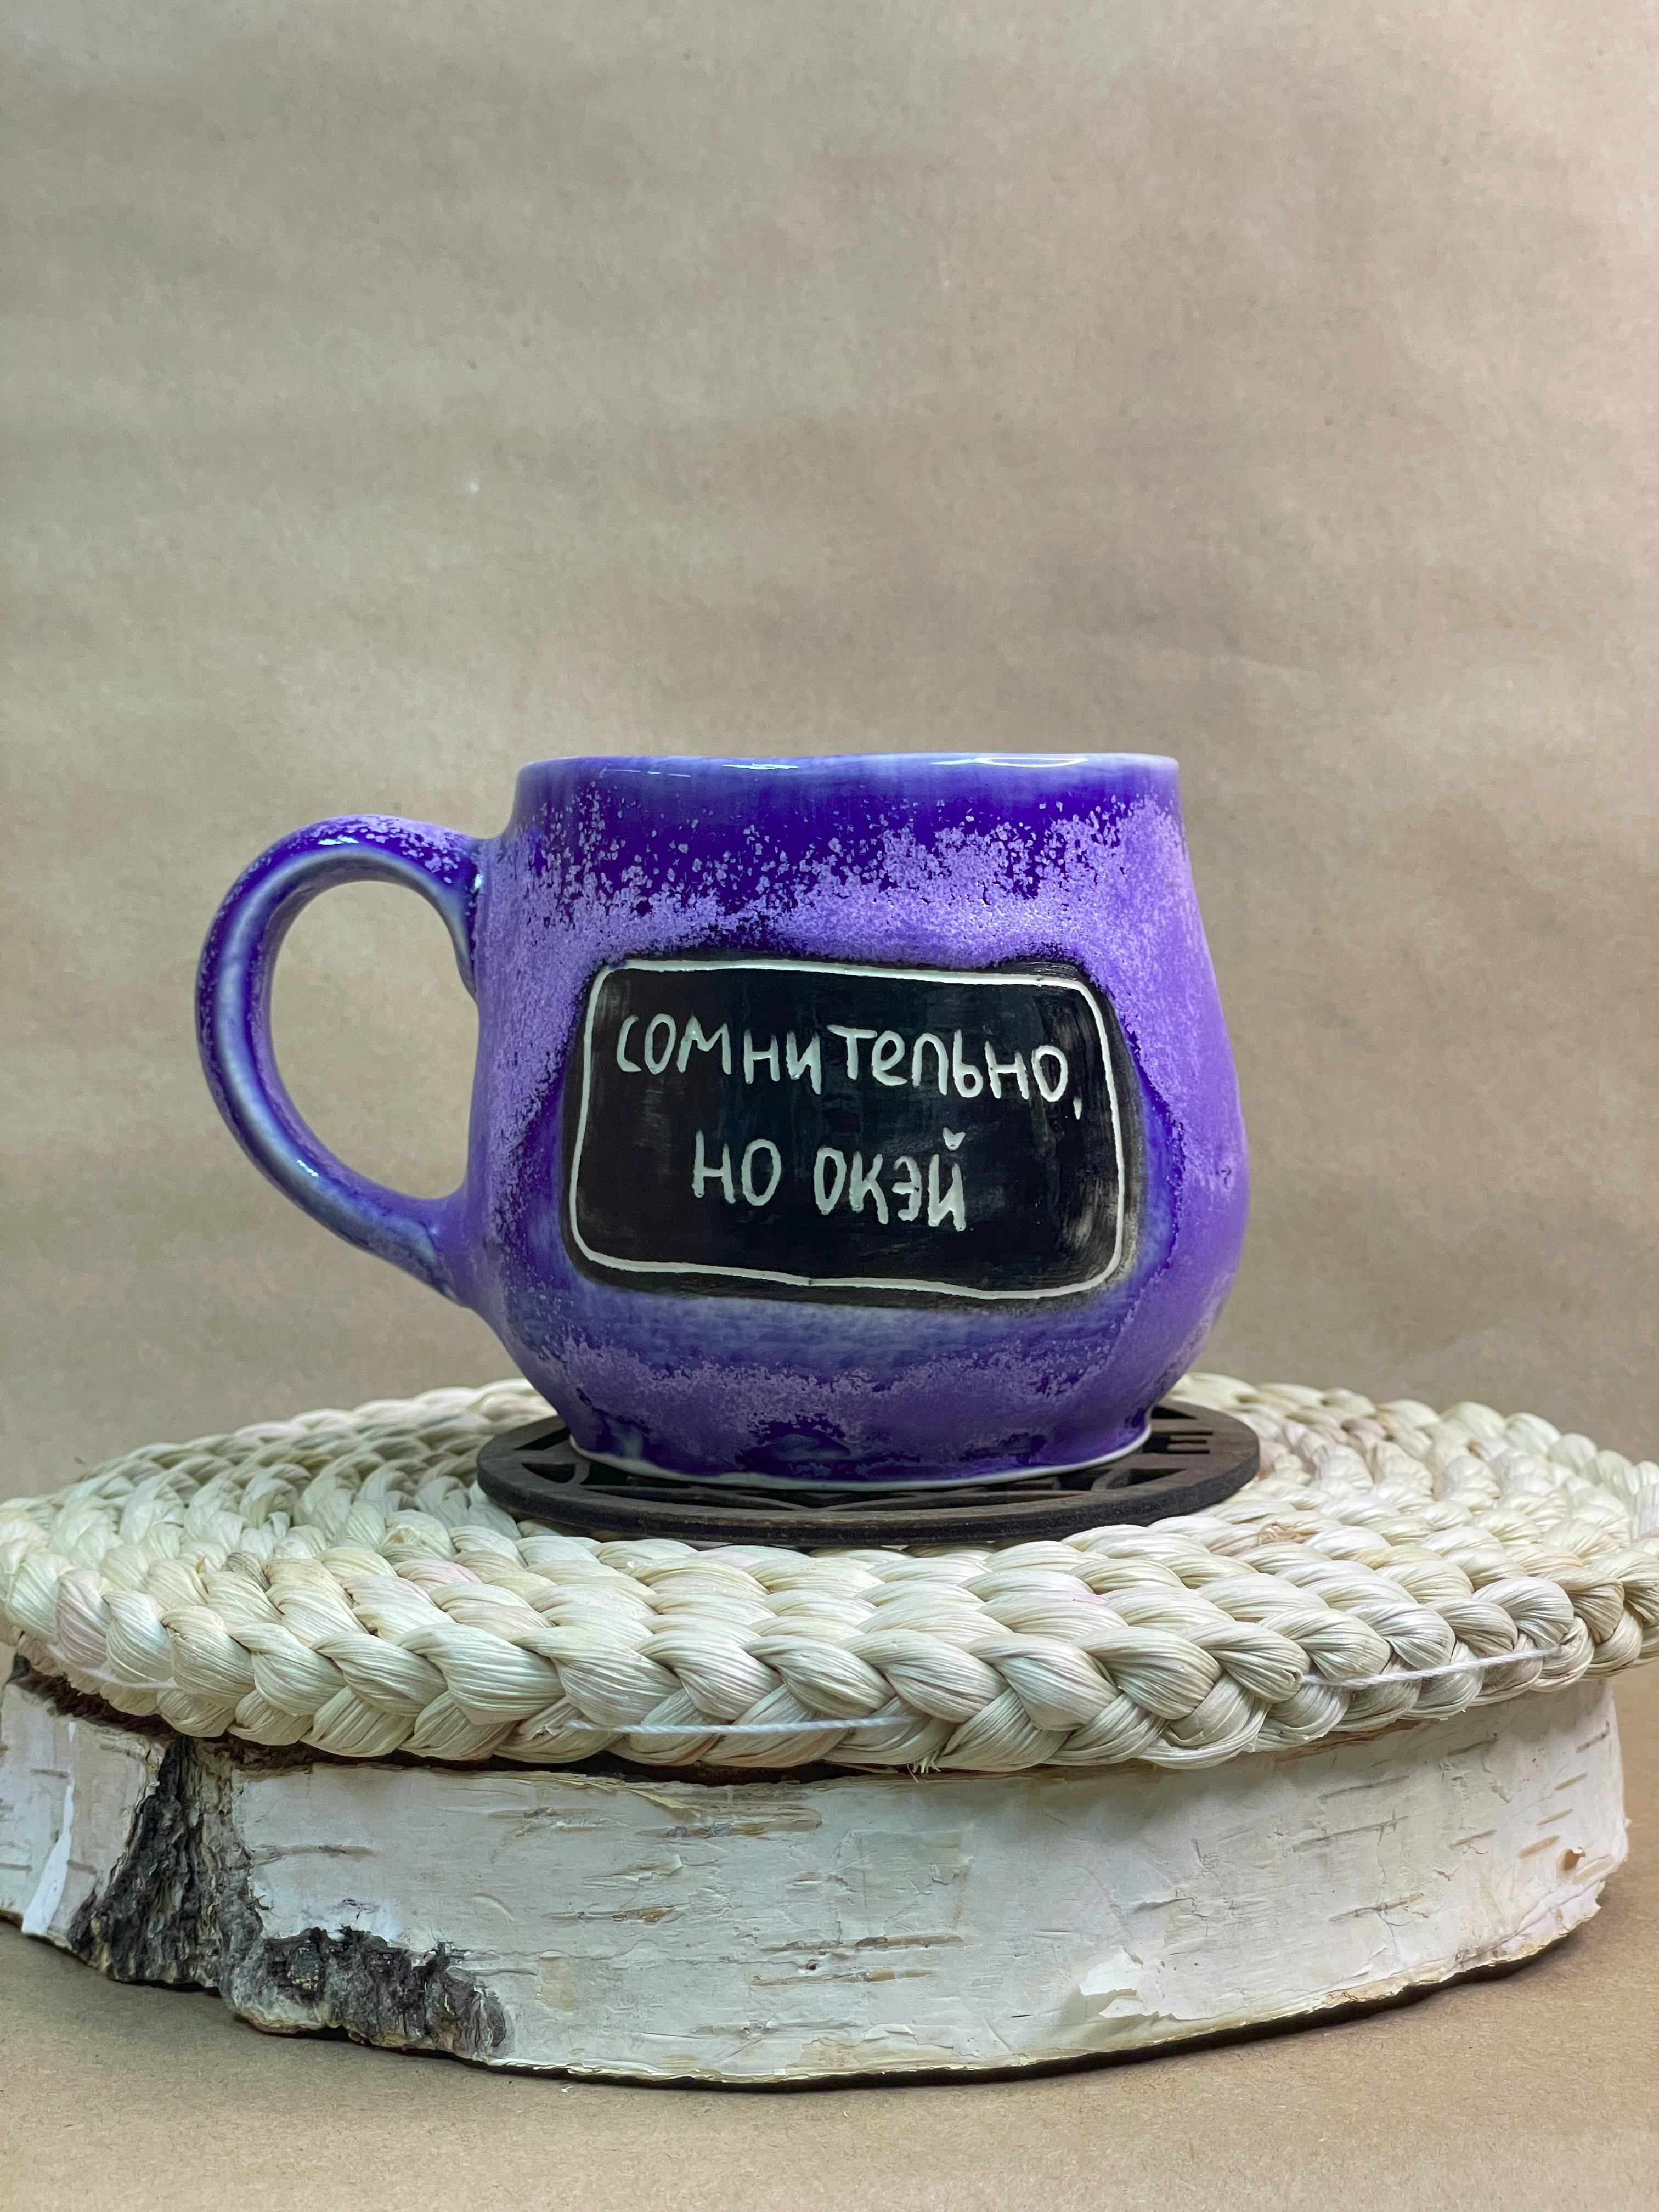 сомнительно,
но окэй